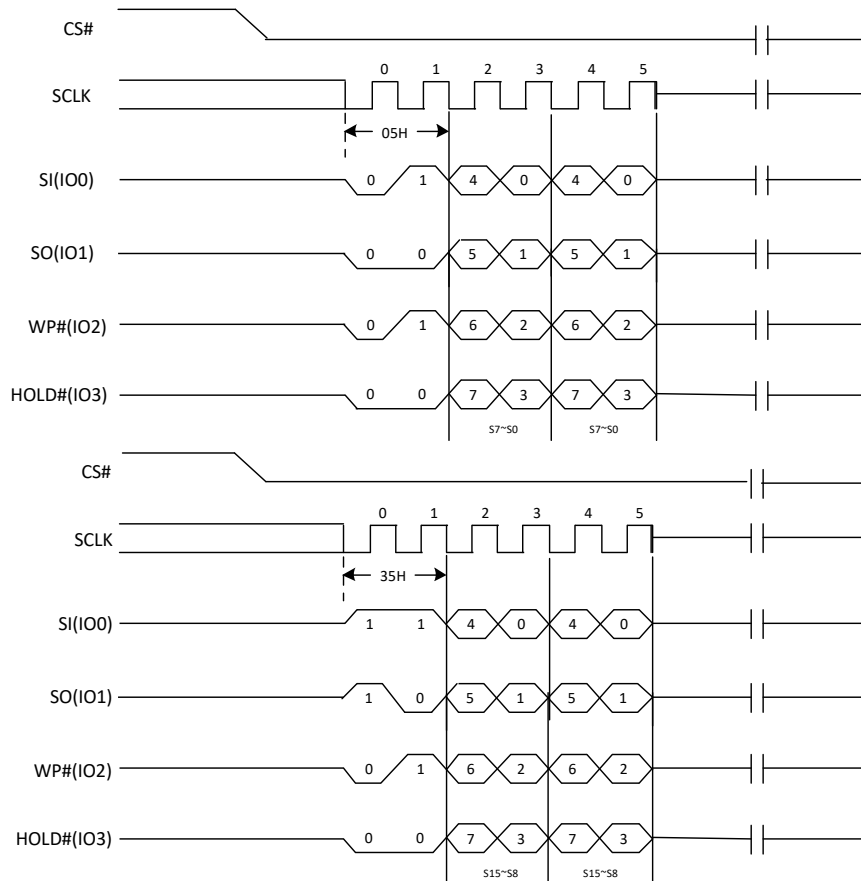 CS#
0 1 2 3 4 5
SCLK
05H
SI(IO0) 0 1 4 0 4 0
SO(IO1) 0 0 5 1 5 1
WP#(IO2) 0 1 6 2 6 2
HOLD#(IO3) 0 0 7 3 7 3
S7~S0 S7~S0
CS#
0 1 2 3 4 5
SCLK
35H
SI(IO0) 1 1 4 0 4 0
SO(IO1) 1 0 5 1 5 1
WP#(IO2) 0 1 6 2 6 2
HOLD#(IO3) 0 0 7 3 7 3
S15~S8 S15~S8